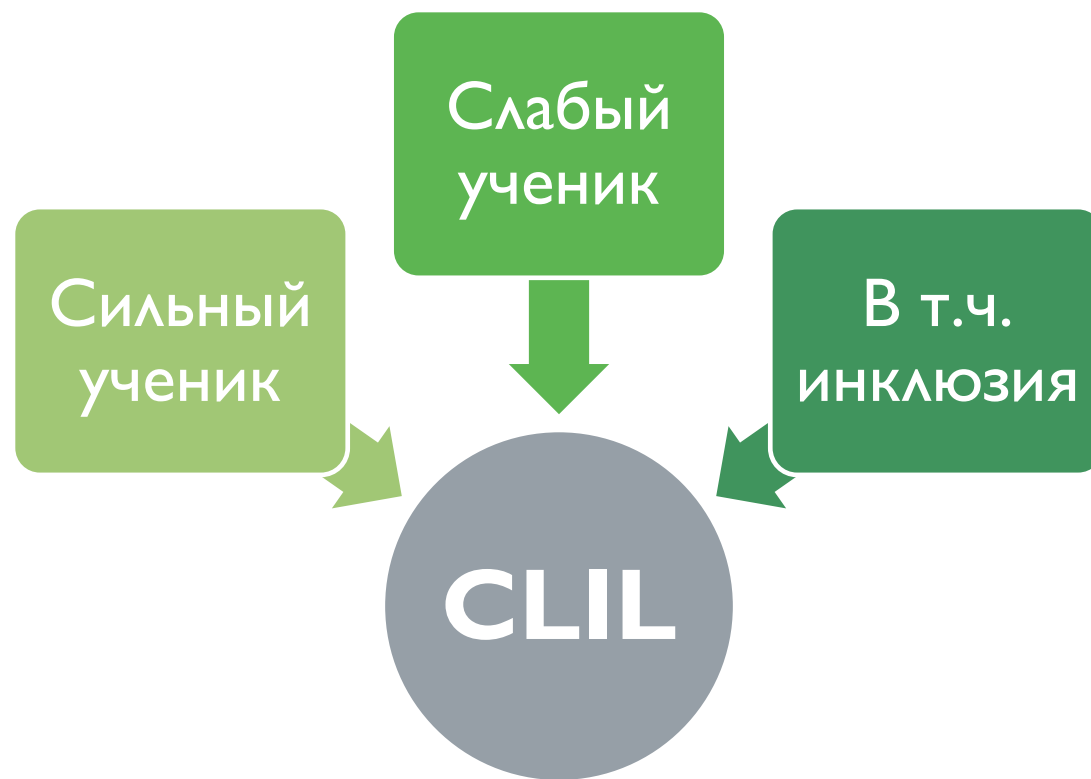 Слабый
ученик
Сильный
ученик
В т.ч.
инклюзия
CLIL